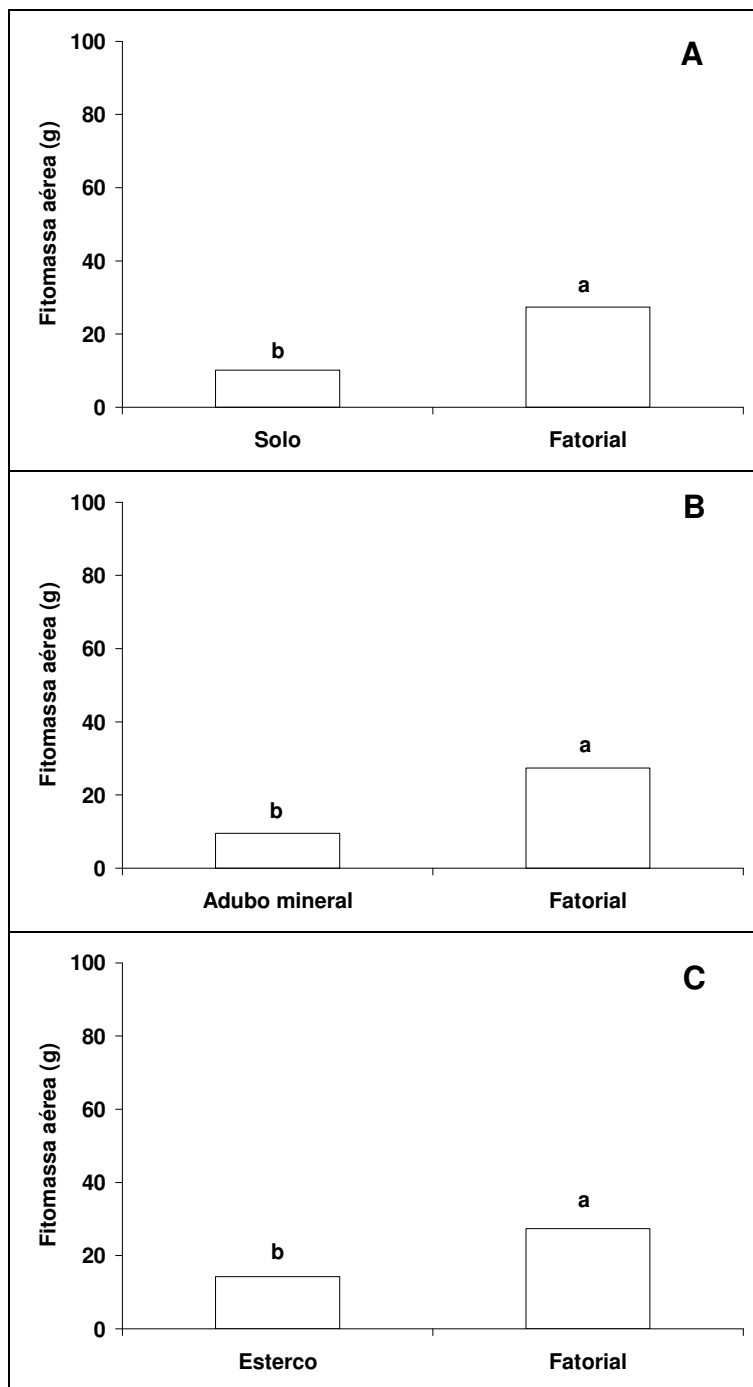 A
Fitomassa aérea (g)
100
80
60
40
20
0
b
a
Solo Fatorial
B
Fitomassa aérea (g)
100
80
60
40
20
0
b
a
Adubo mineral Fatorial
C
Fitomassa aérea (g)
100
80
60
40
20
0
b
a
Esterco Fatorial